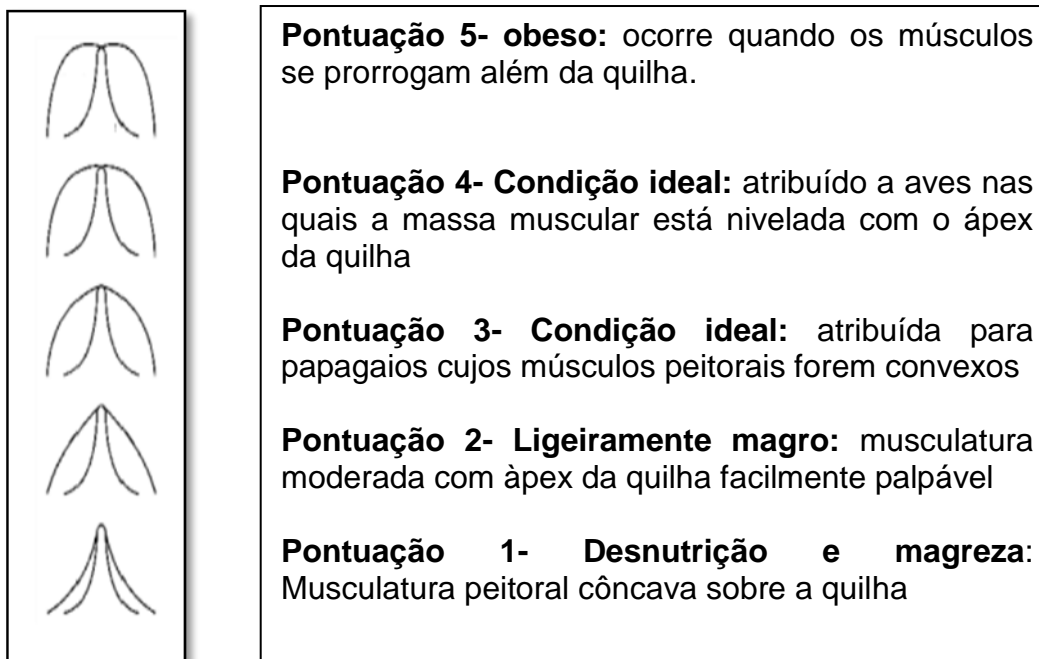 Pontuação 5- obeso: ocorre quando os músculos
se prorrogam além da quilha.
Pontuação 4- Condição ideal: atribuído a aves nas
quais a massa muscular está nivelada com o ápex
da quilha
Pontuação 3- Condição ideal: atribuída para
papagaios cujos músculos peitorais forem convexos
Pontuação 2- Ligeiramente magro: musculatura
moderada com àpex da quilha facilmente palpável
Pontuação 1- Desnutrição e magreza:
Musculatura peitoral côncava sobre a quilha